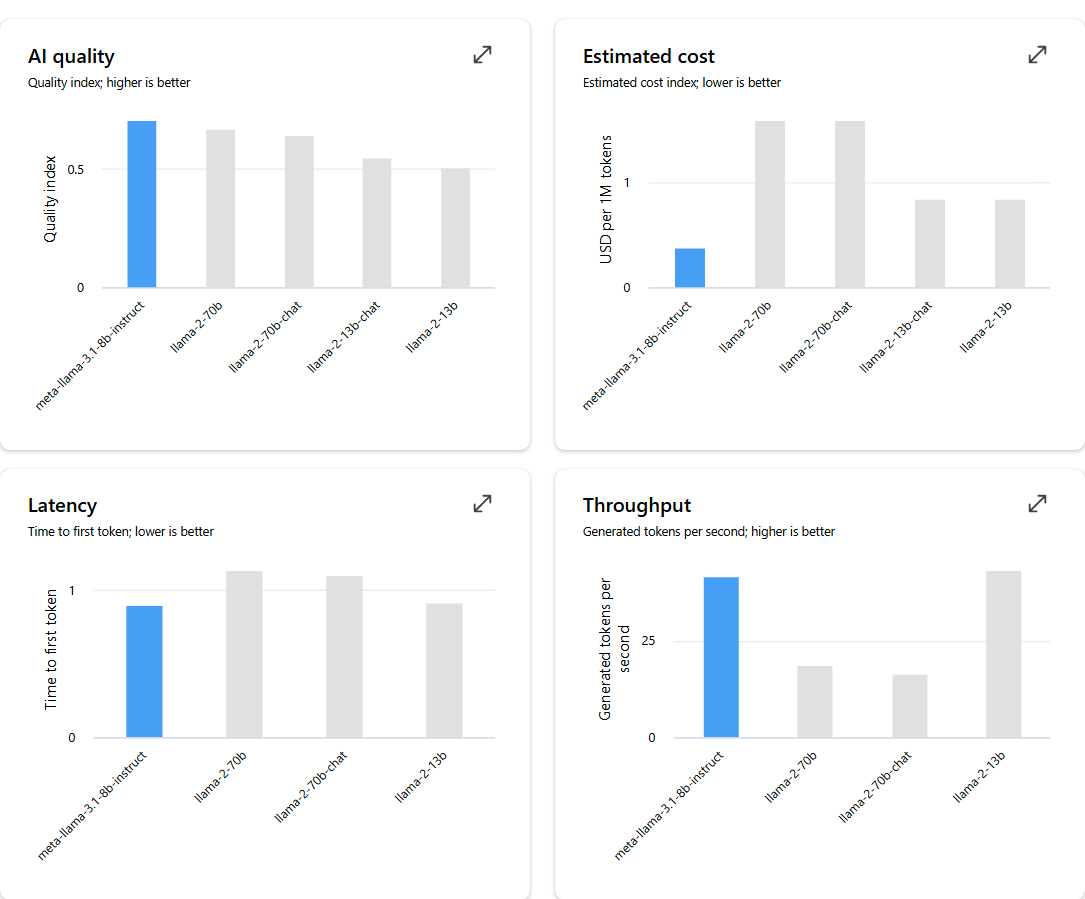 AI quality
Quality index; higher is better
Quality index
0.5
0
meta-llama-3.1-8b-instruct
llama-2-70b
llama-2-70b-chat
llama-2-13b-chat
llama-2-13b
Estimated cost
Estimated cost index; lower is better
USD per 1M tokens
1
0
meta-llama-3.1-8b-instruct
llama-2-70b
llama-2-70b-chat
llama-2-13b-chat
llama-2-13b
Latency
Time to first token; lower is better
Time to first token
1
0
meta-llama-3.1-8b-instruct
llama-2-70b
llama-2-70b-chat
llama-2-13b
Throughput
Generated tokens per second; higher is better
Generated tokens per
second
25
0
meta-llama-3.1-8b-instruct
llama-2-70b
llama-2-70b-chat
llama-2-13b